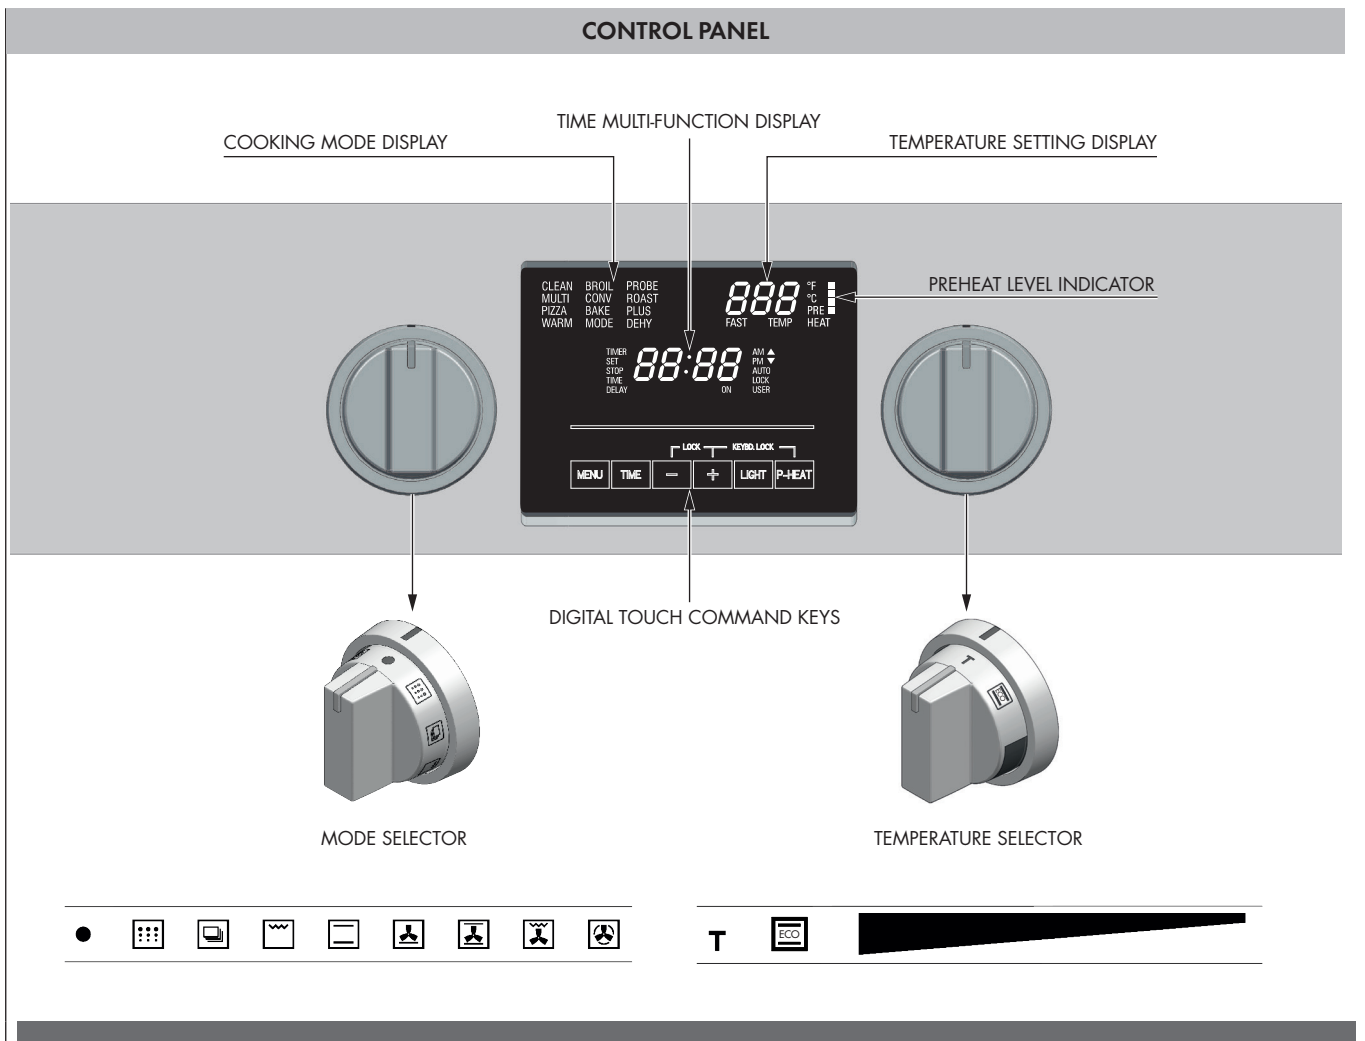 CONTROL PANEL
TIME MULTI-FUNCTION DISPLAY
COOKING MODE DISPLAY
TEMPERATURE SETTING DISPLAY
PREHEAT LEVEL INDICATOR
CLEAN BROIL PROBE
MULTI CONV ROAST
PIZZA BAKE PLUS
WARM MODE DEHY
888 °F
°C
PRE
FAST TEMP HEAT
TIMER
SET
STOP
TIME
DELAY
88:88
ON
AM ▲
PM ▼
AUTO
LOCK
USER
LOCK KEYBD. LOCK
MENU TIME − + LIGHT P-HEAT
DIGITAL TOUCH COMMAND KEYS
T
ECO
MODE SELECTOR
TEMPERATURE SELECTOR
T ECO